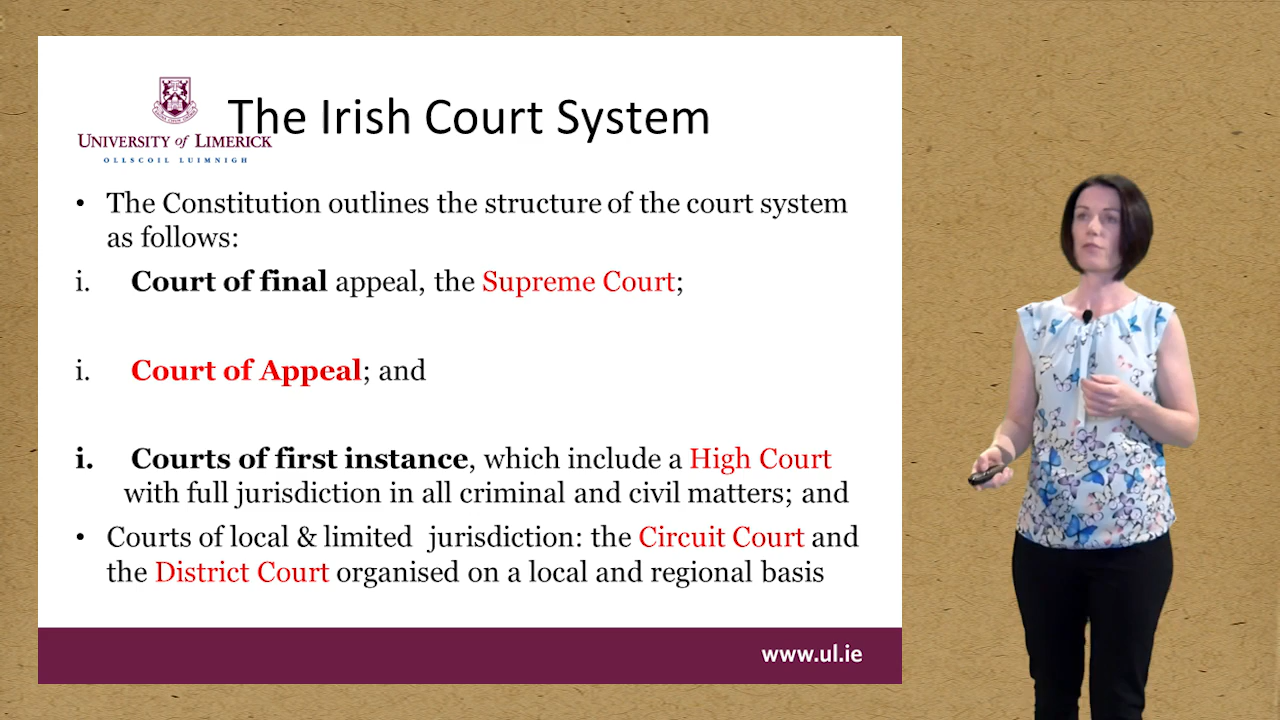 The Irish Court System
UNIVERSITY of LIMERICK
OLLSCOIL LUIMNIGH
• The Constitution outlines the structure of the court system
as follows:
i. Court of final appeal, the Supreme Court;
i. Court of Appeal; and
i. Courts of first instance, which include a High Court
with full jurisdiction in all criminal and civil matters; and
• Courts of local & limited jurisdiction: the Circuit Court and
the District Court organised on a local and regional basis
www.ul.ie